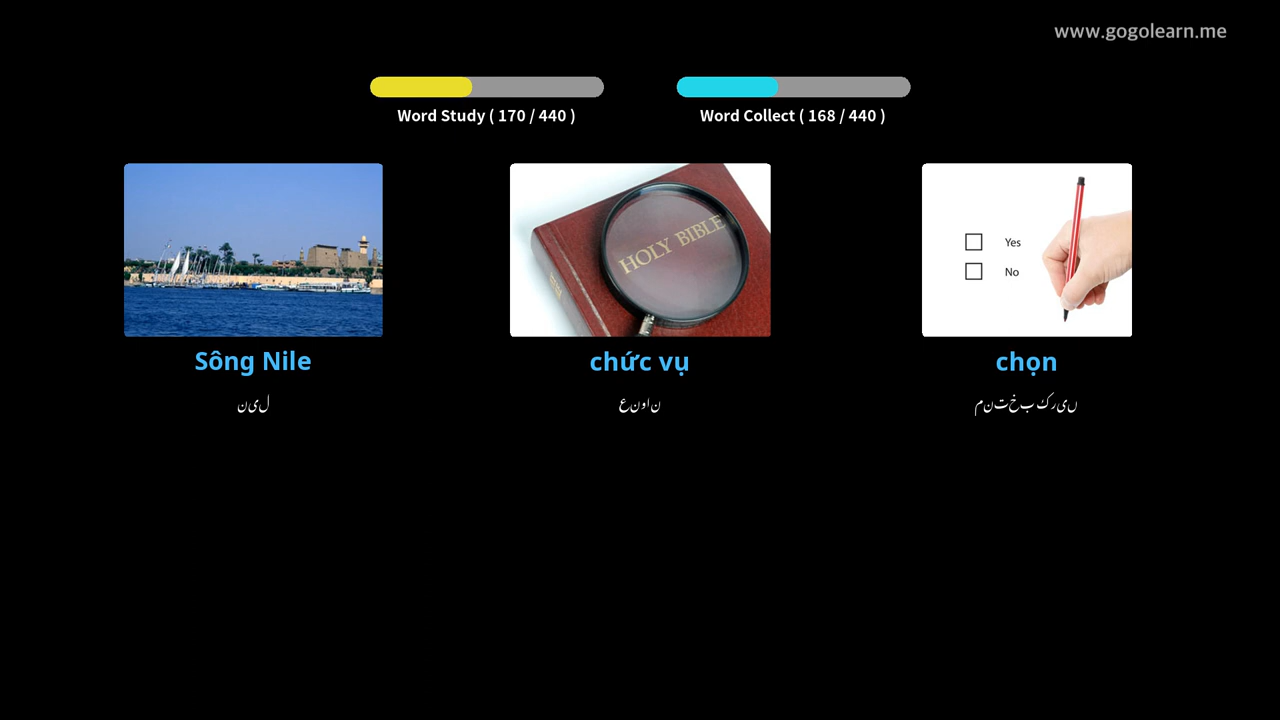 www.gogolearn.me
Word Study ( 170 / 440 )
Word Collect ( 168 / 440 )
HOLY BIBLE
Yes
No
Sông Nile
chức vụ
chọn
نیل
عنوان
منتخب کریں